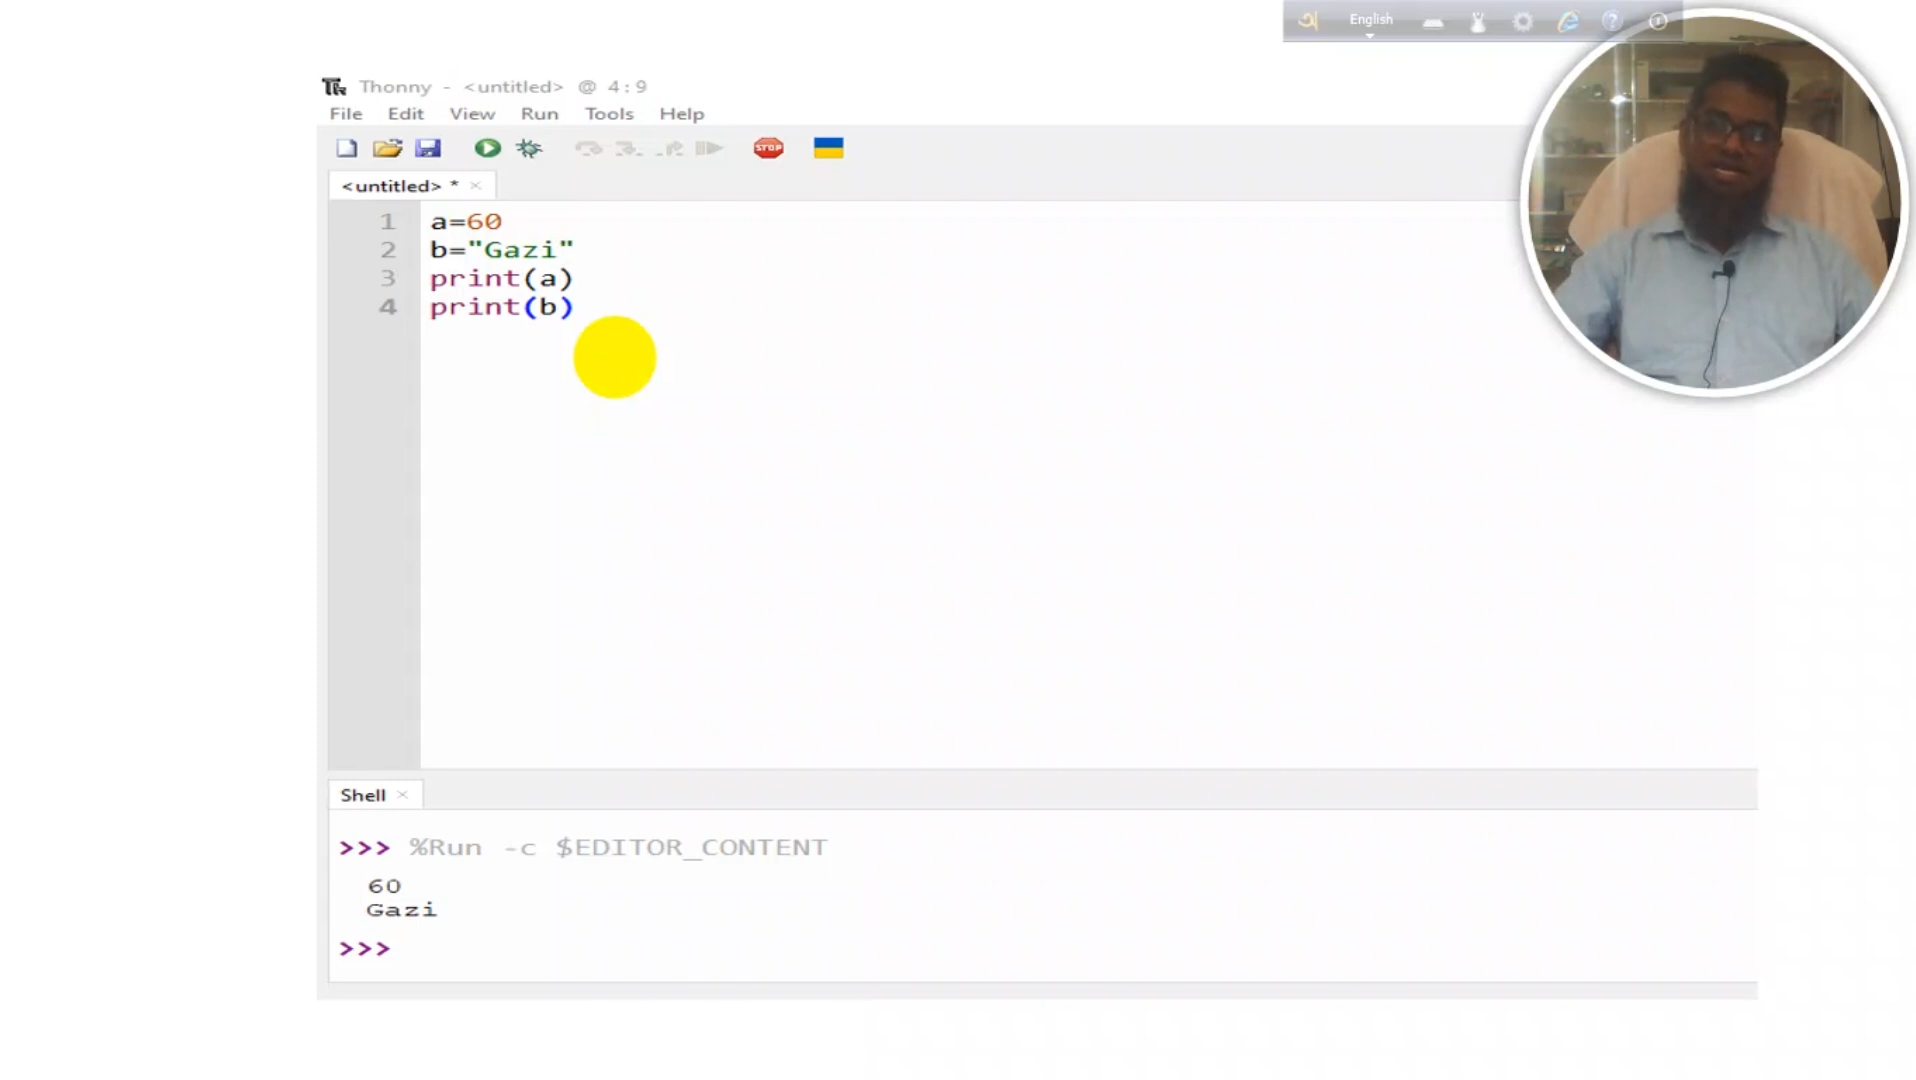 অ English
Thonny - <untitled> @ 4:9
File Edit View Run Tools Help
STOP
<untitled> * ×
1 a=60
2 b="Gazi"
3 print(a)
4 print(b)
Shell ×
>>> %Run -c $EDITOR_CONTENT
60
Gazi
>>>